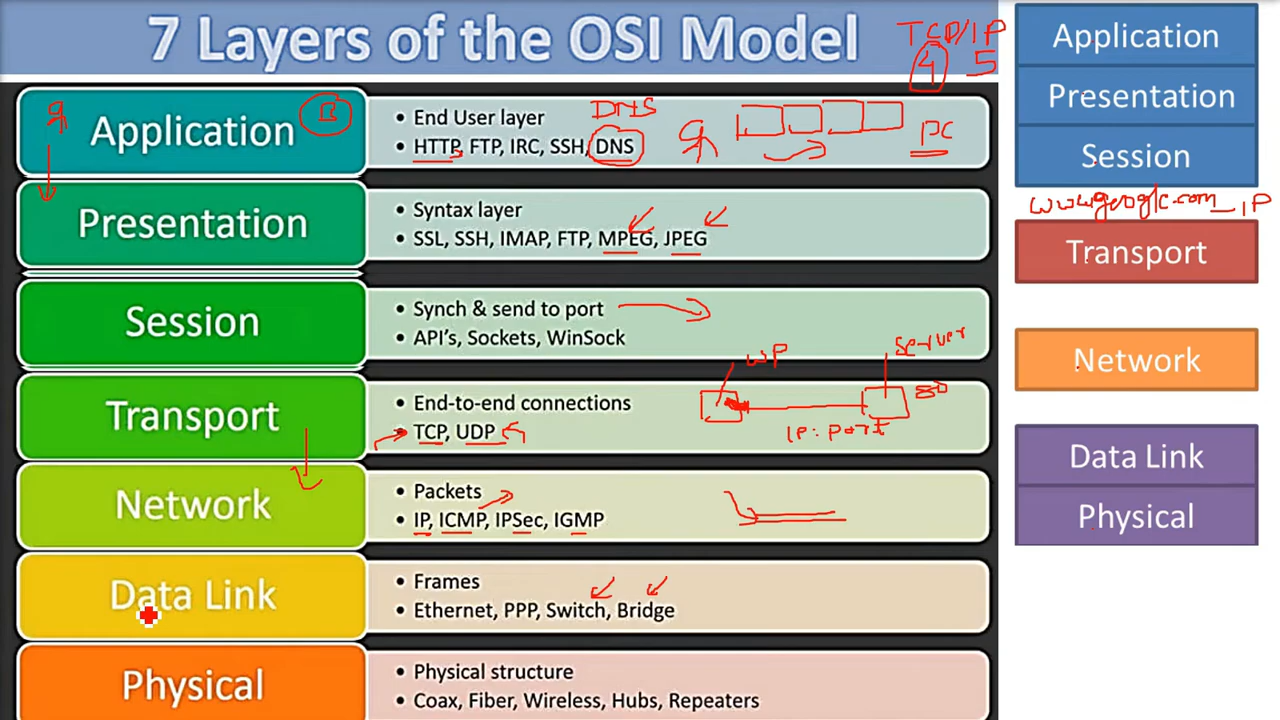 7 Layers of the OSI Model
TCP/IP
4 5
Application
B
• End User layer
• HTTP, FTP, IRC, SSH, DNS
DNS
PC
Presentation
• Syntax layer
• SSL, SSH, IMAP, FTP, MPEG, JPEG
Session
• Synch & send to port
• API's, Sockets, WinSock
Transport
• End-to-end connections
• TCP, UDP
WP
Server
80
IP: port
Network
• Packets
• IP, ICMP, IPSec, IGMP
Data Link
• Frames
• Ethernet, PPP, Switch, Bridge
Physical
• Physical structure
• Coax, Fiber, Wireless, Hubs, Repeaters
Application
Presentation
Session
www.google.com_IP
Transport
Network
Data Link
Physical